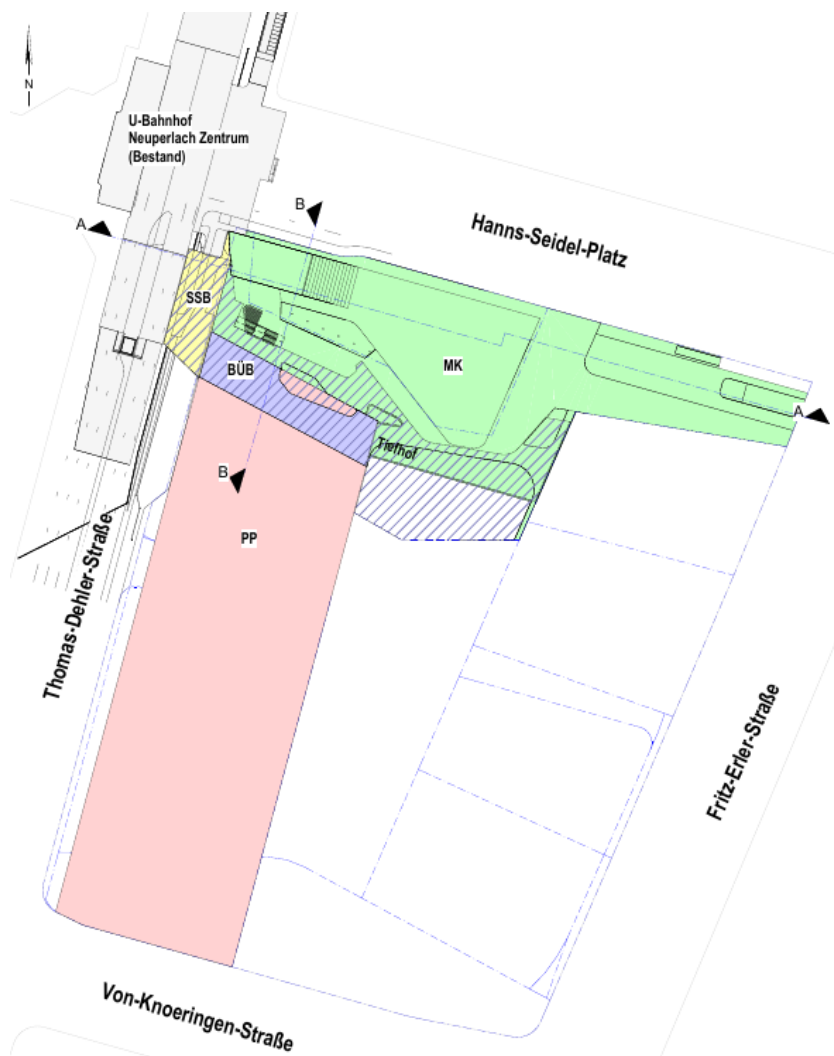 N
U-Bahnhof
Neuperlach Zentrum
(Bestand)
B
A
Hanns-Seidel-Platz
SSB
BÜB
MK
A
Tiefhof
B
PP
Thomas-Dehler-Straße
Fritz-Erler-Straße
Von-Knoeringen-Straße